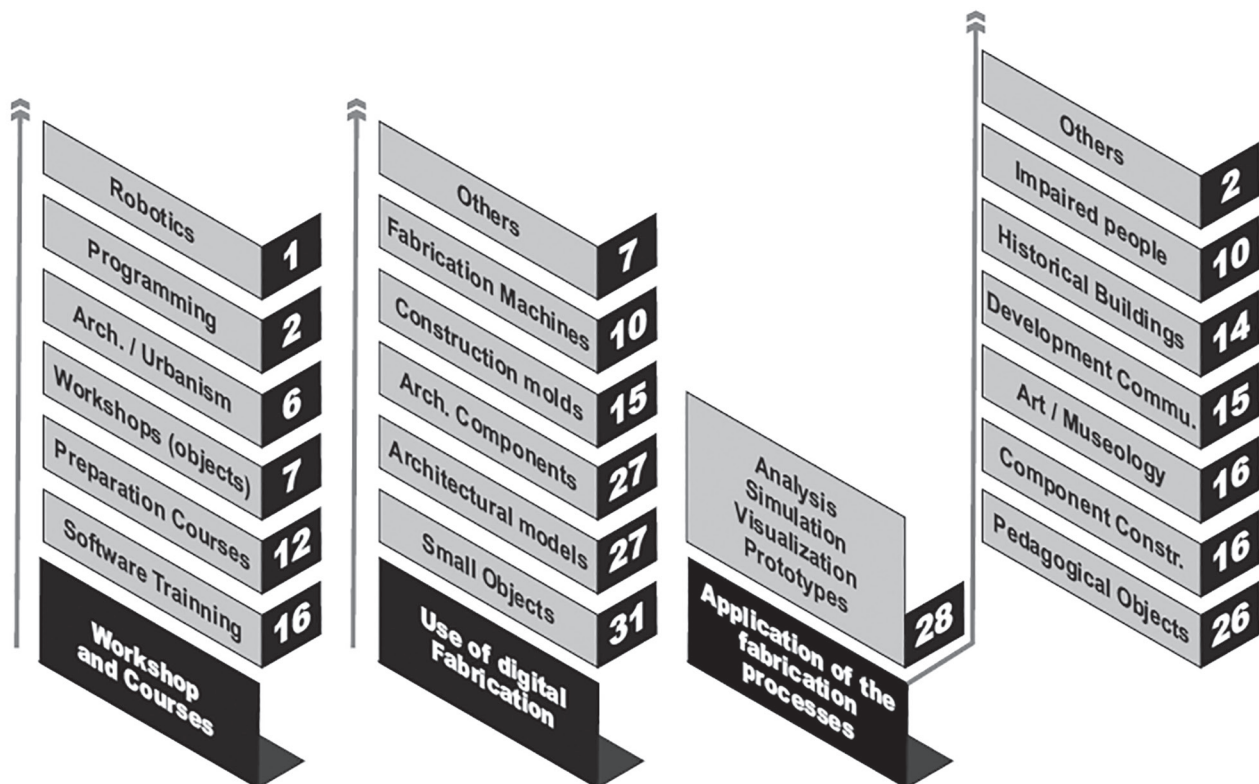 Robotics
1
Programming
2
Arch. / Urbanism
6
Workshops (objects)
7
Preparation Courses
12
Software Trainning
16
Workshop
and Courses
Others
7
Fabrication Machines
10
Construction molds
15
Arch. Components
27
Architectural models
27
Small Objects
31
Use of digital
Fabrication
Analysis
Simulation
Visualization
Prototypes
28
Application of the
fabrication
processes
Others
2
Impaired people
10
Historical Buildings
14
Development Commu.
15
Art / Museology
16
Component Constr.
16
Pedagogical Objects
26